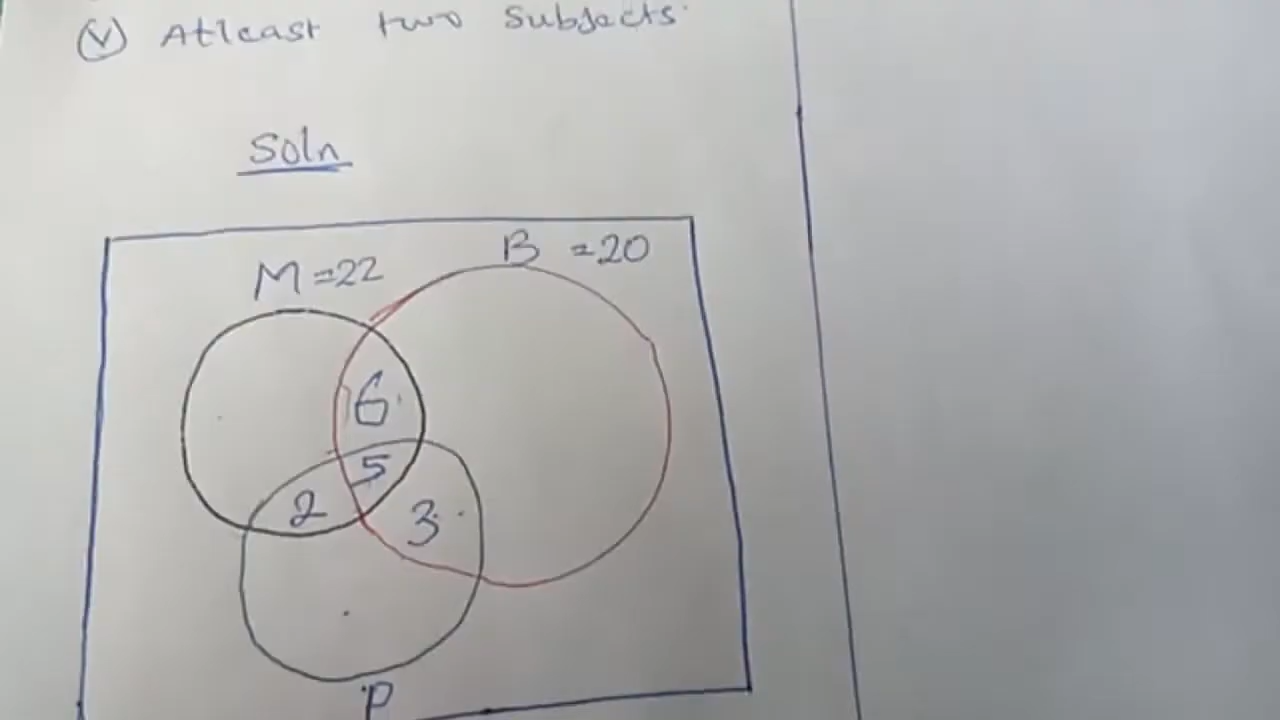 (V) Atleast two Subjects.
Soln
M =22 B =20
6
5
2 3
P